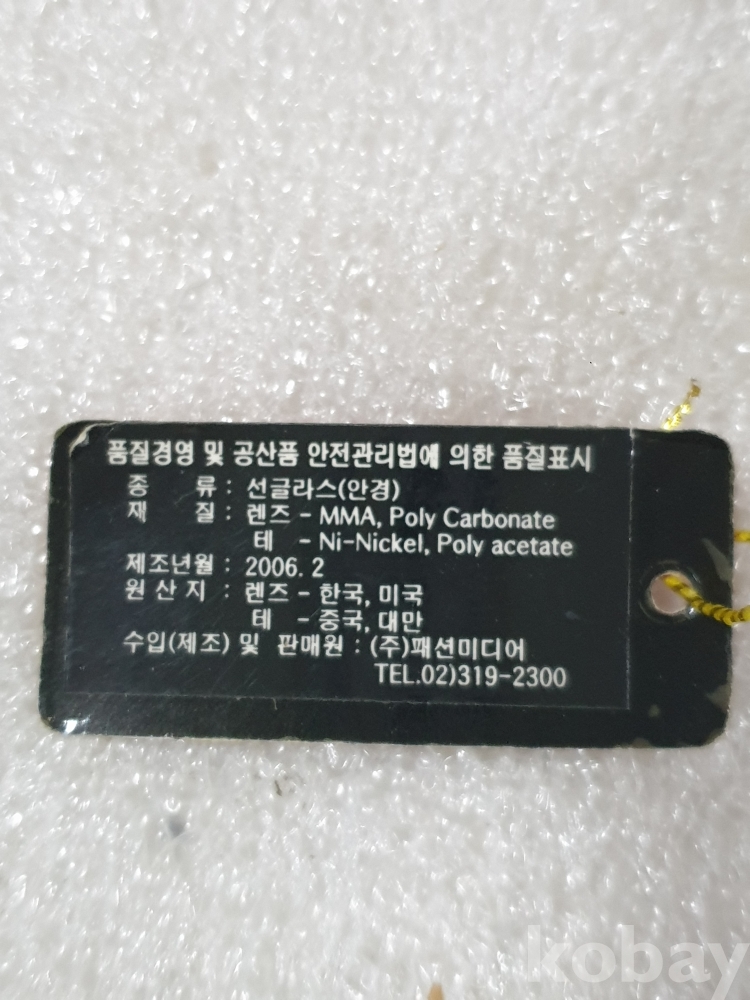 품질경영 및 공산품 안전관리법에 의한 품질표시
종 류 : 선글라스(안경)
재 질 : 렌즈 - MMA, Poly Carbonate
테 - Ni-Nickel, Poly acetate
제조년월 : 2006. 2
원 산 지 : 렌즈 - 한국, 미국
테 - 중국, 대만
수입(제조) 및 판매원 : (주)패션미디어
TEL.02)319-2300
kobay